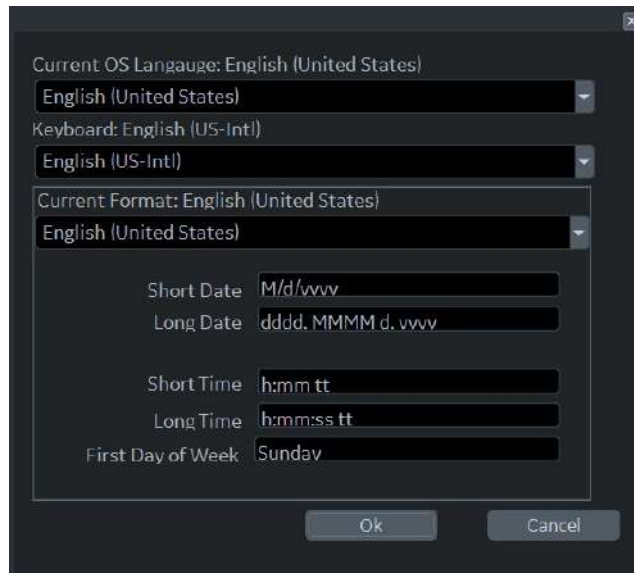 Current OS Langauge: English (United States)
English (United States)
Keyboard: English (US-Intl)
English (US-Intl)
Current Format: English (United States)
English (United States)
Short Date M/d/yyyy
Long Date dddd, MMMM d, yyyy
Short Time h:mm tt
Long Time h:mm:ss tt
First Day of Week Sunday
Ok Cancel